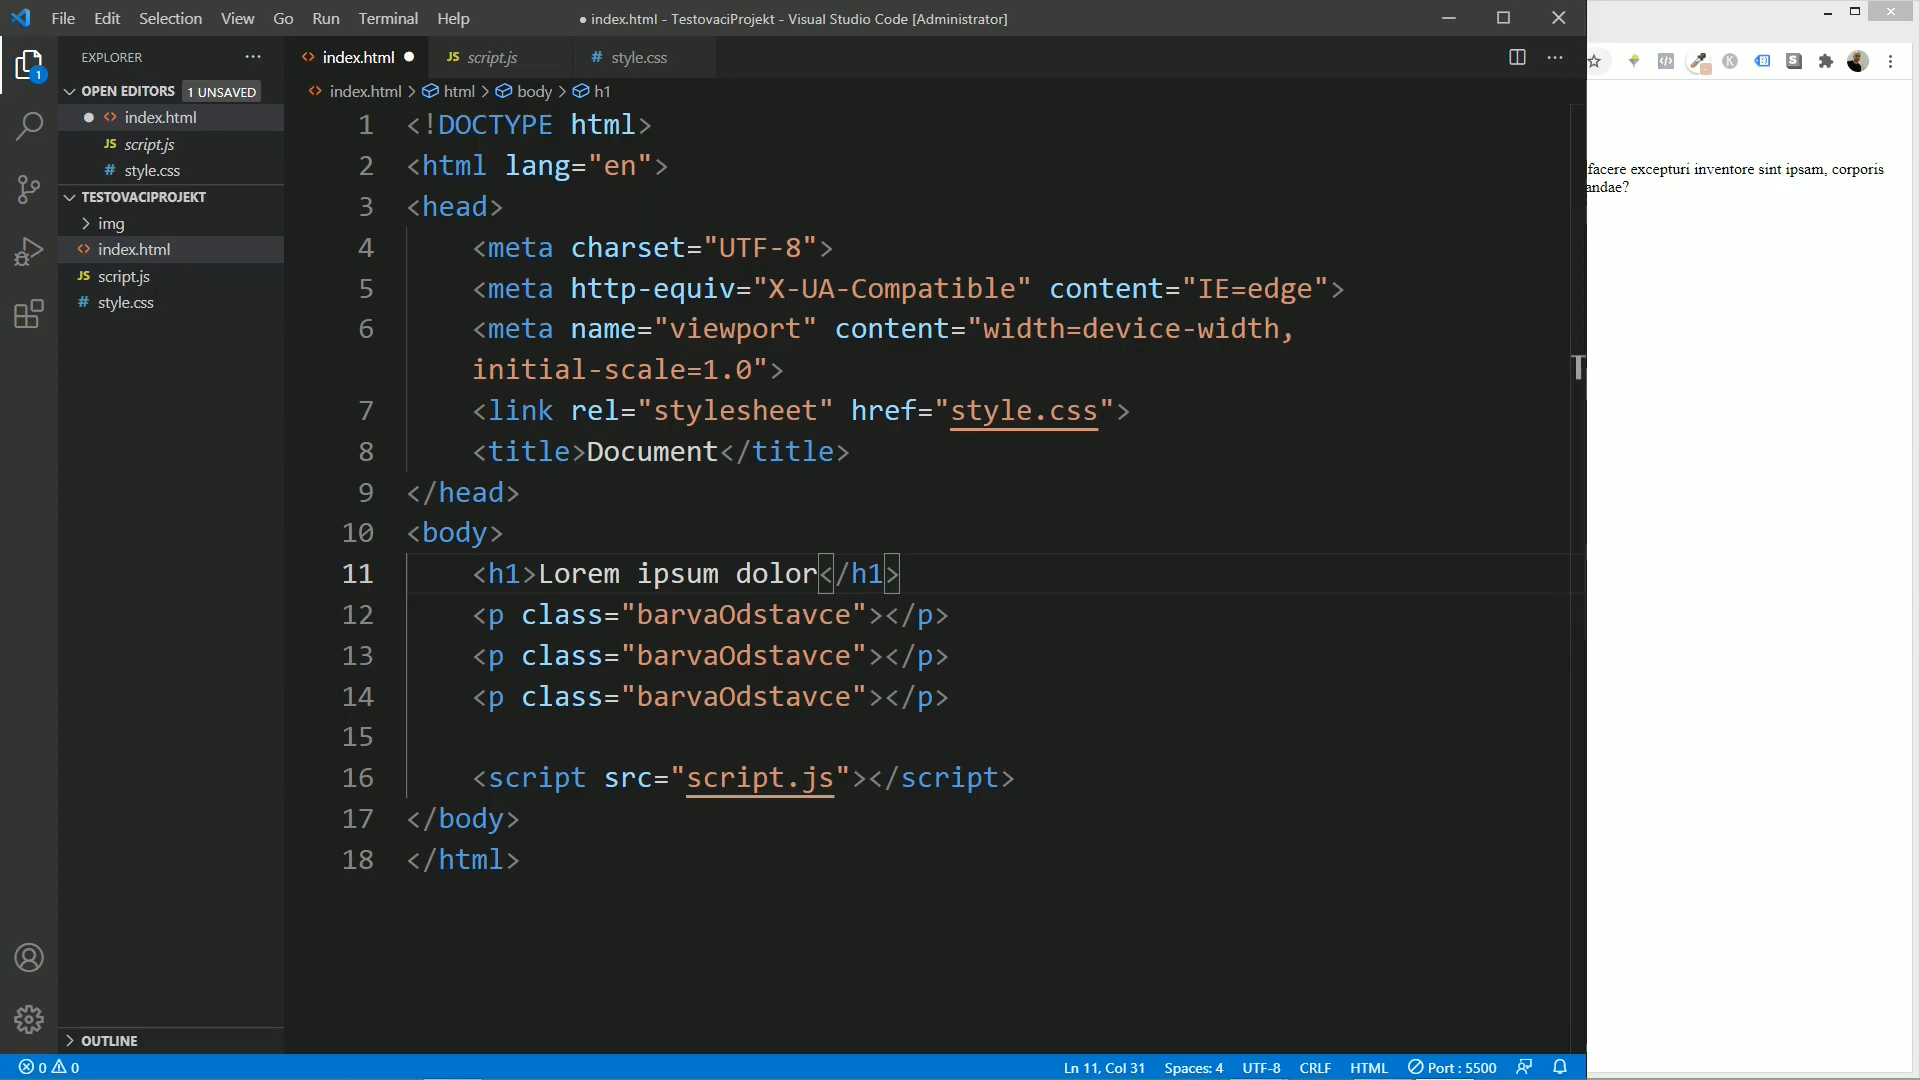 File Edit Selection View Go Run Terminal Help
● index.html - TestovaciProjekt - Visual Studio Code [Administrator]
EXPLORER
OPEN EDITORS 1 UNSAVED
index.html
JS script.js
# style.css
TESTOVACIPROJEKT
img
index.html
JS script.js
# style.css
OUTLINE
1
index.html
JS script.js
# style.css
index.html > html > body > h1
1 <!DOCTYPE html>
2 <html lang="en">
3 <head>
4 <meta charset="UTF-8">
5 <meta http-equiv="X-UA-Compatible" content="IE=edge">
6 <meta name="viewport" content="width=device-width,
initial-scale=1.0">
7 <link rel="stylesheet" href="style.css">
8 <title>Document</title>
9 </head>
10 <body>
11 <h1>Lorem ipsum dolor</h1>
12 <p class="barvaOdstavce"></p>
13 <p class="barvaOdstavce"></p>
14 <p class="barvaOdstavce"></p>
15
16 <script src="script.js"></script>
17 </body>
18 </html>
facere excepturi inventore sint ipsam, corporis
andae?
0 0
Ln 11, Col 31 Spaces: 4 UTF-8 CRLF HTML Port : 5500